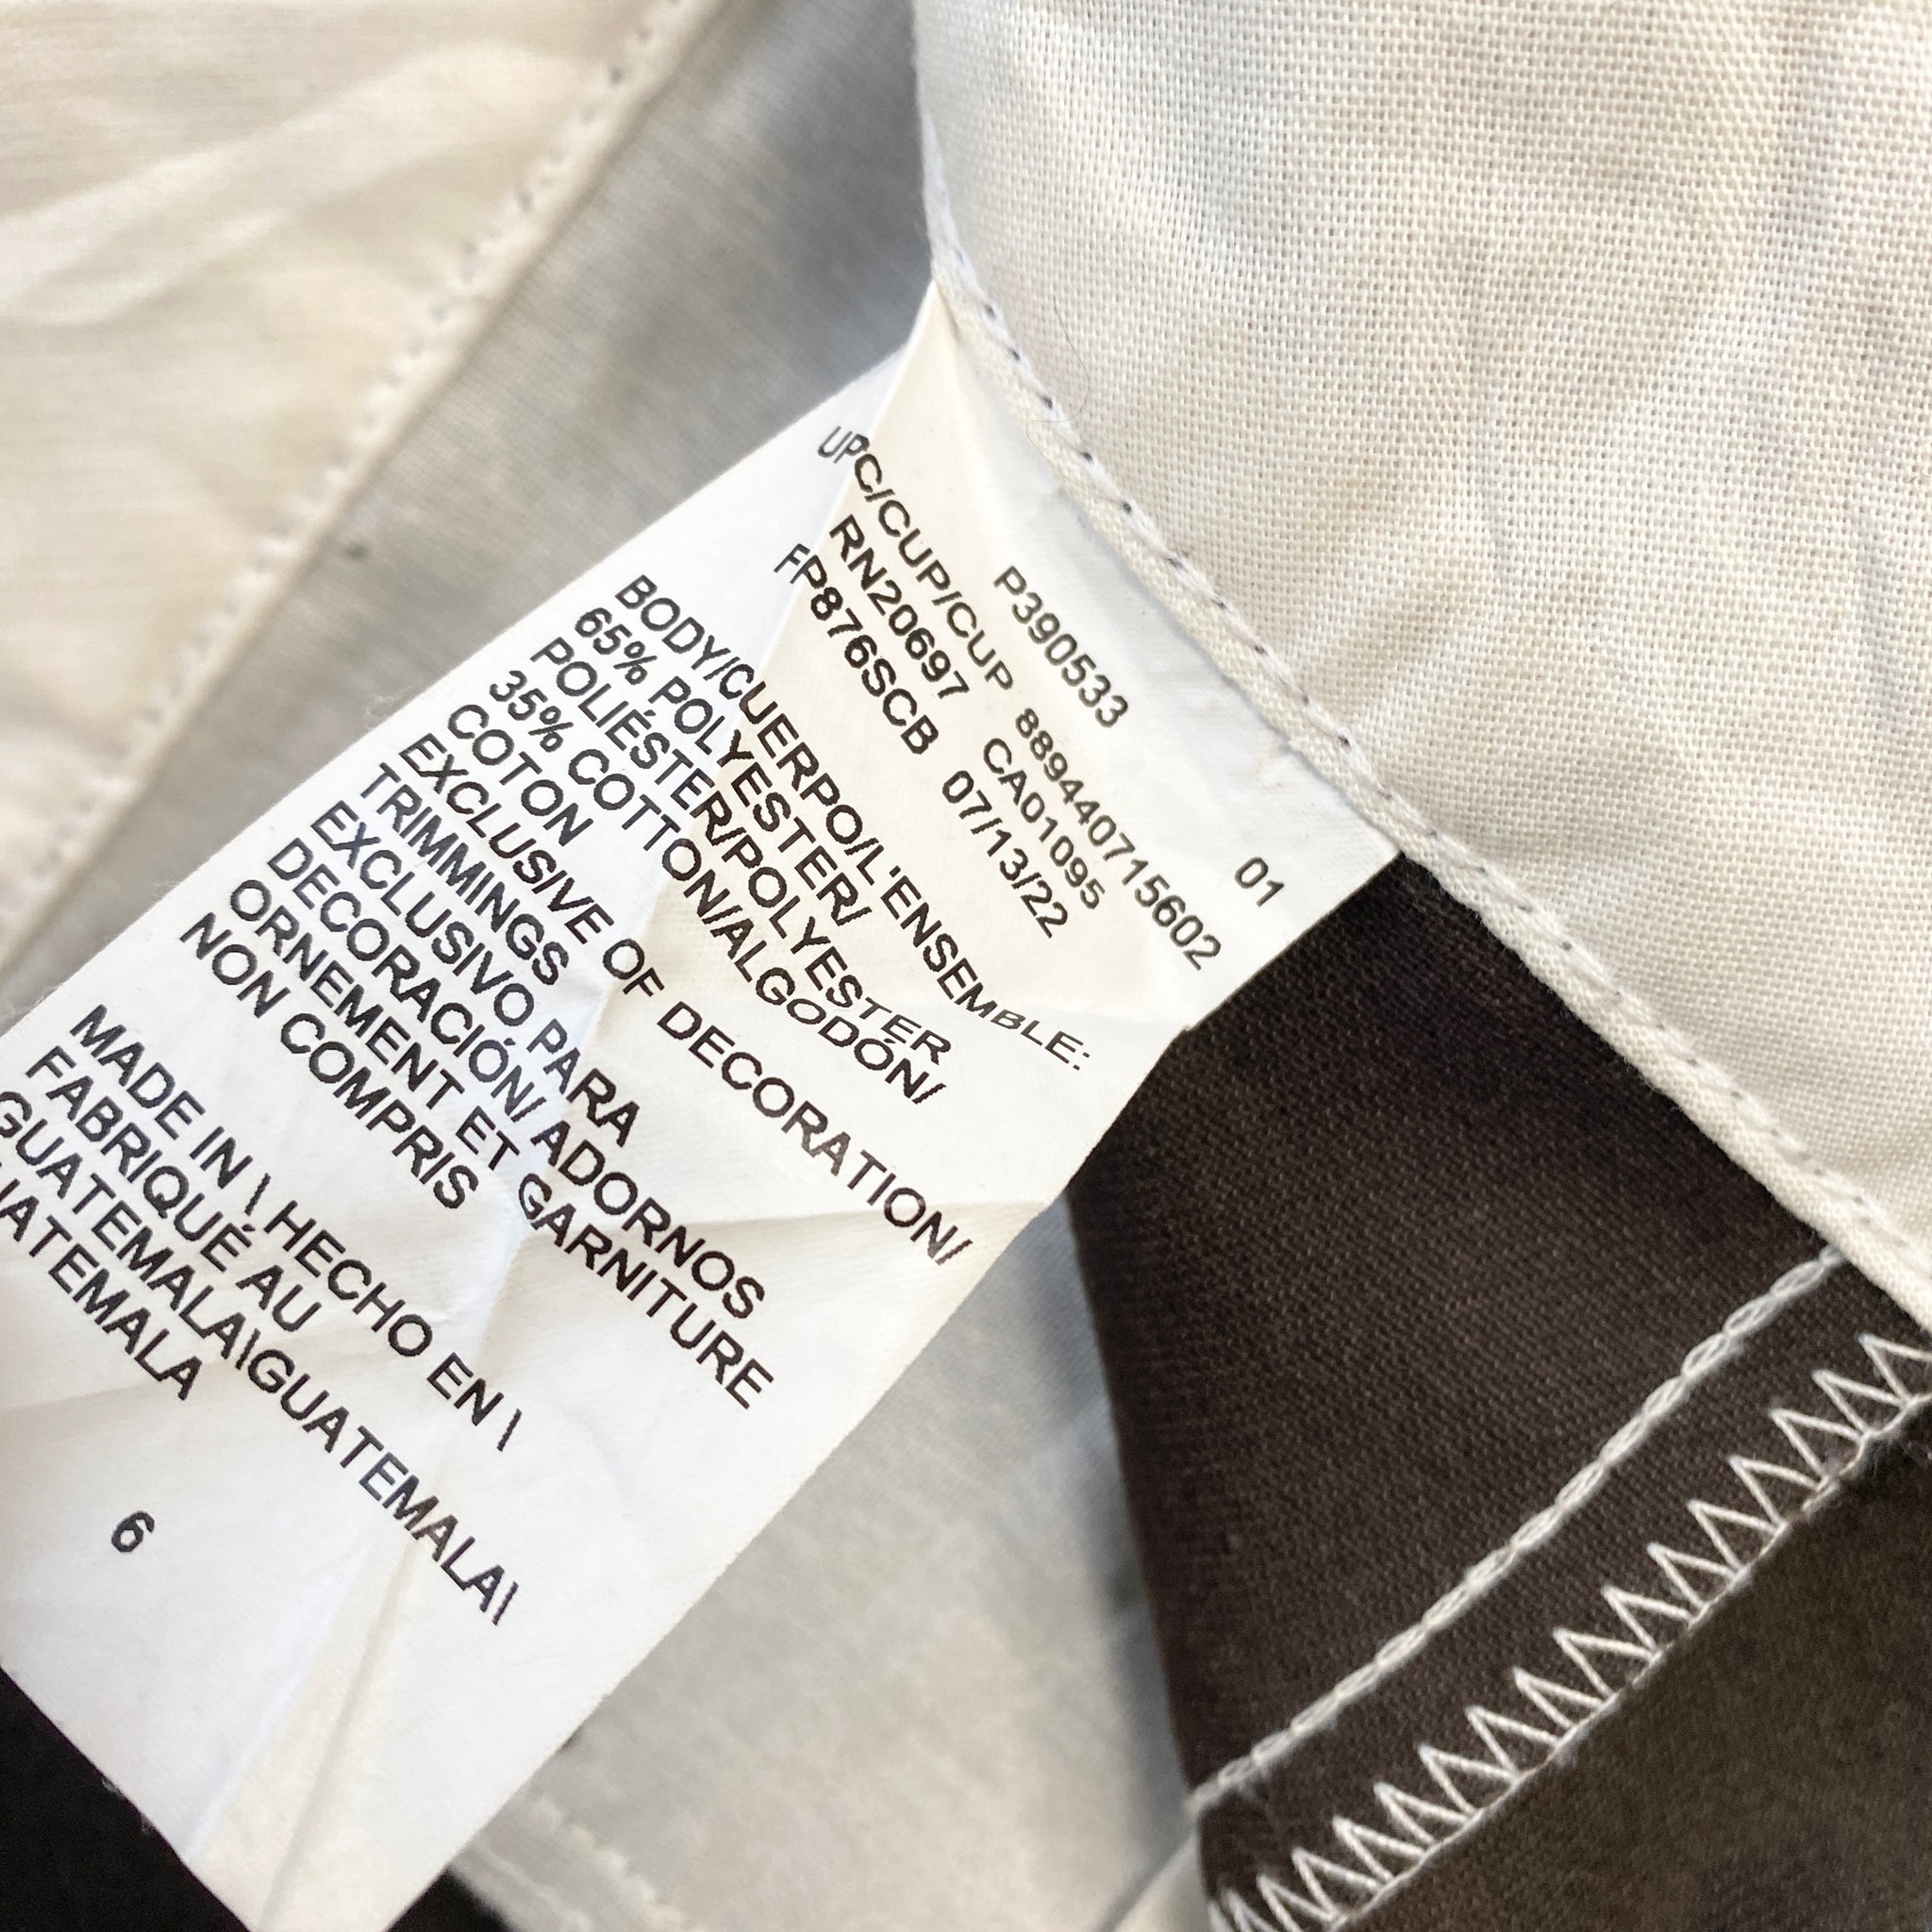 P390533 01
UPC/CUP/CUP 889440715602
RN20697 CA01095
FP876SCB 07/13/22
BODY/CUERPO/L'ENSEMBLE:
65% POLYESTER/
POLIÉSTER/POLYESTER
35% COTTON/ALGODÓN/
COTON
EXCLUSIVE OF DECORATION/
TRIMMINGS
EXCLUSIVO PARA
DECORACIÓN/ ADORNOS
ORNEMENT ET GARNITURE
NON COMPRIS
MADE IN \ HECHO EN \
FABRIQUÉ AU
GUATEMALA\GUATEMALA\
UATEMALA
6